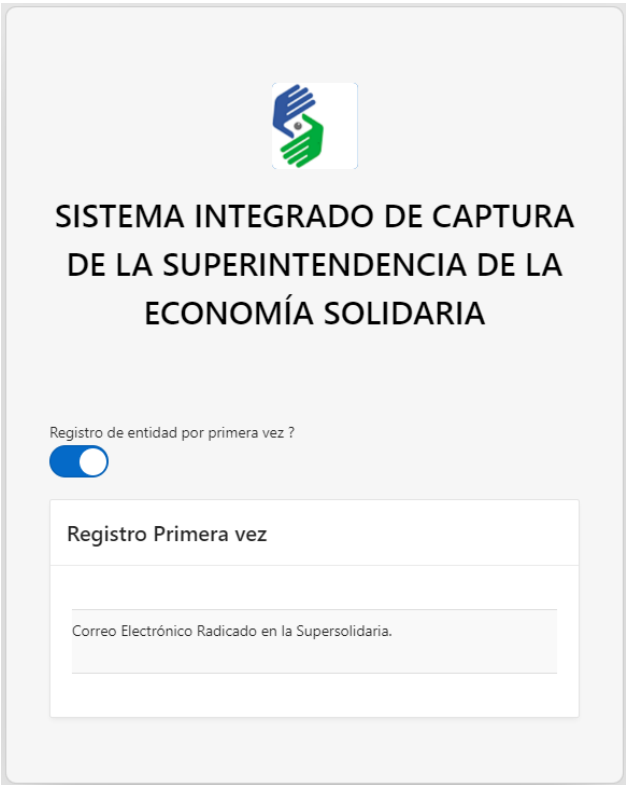 SISTEMA INTEGRADO DE CAPTURA
DE LA SUPERINTENDENCIA DE LA
ECONOMÍA SOLIDARIA
Registro de entidad por primera vez ?
Registro Primera vez
Correo Electrónico Radicado en la Supersolidaria.